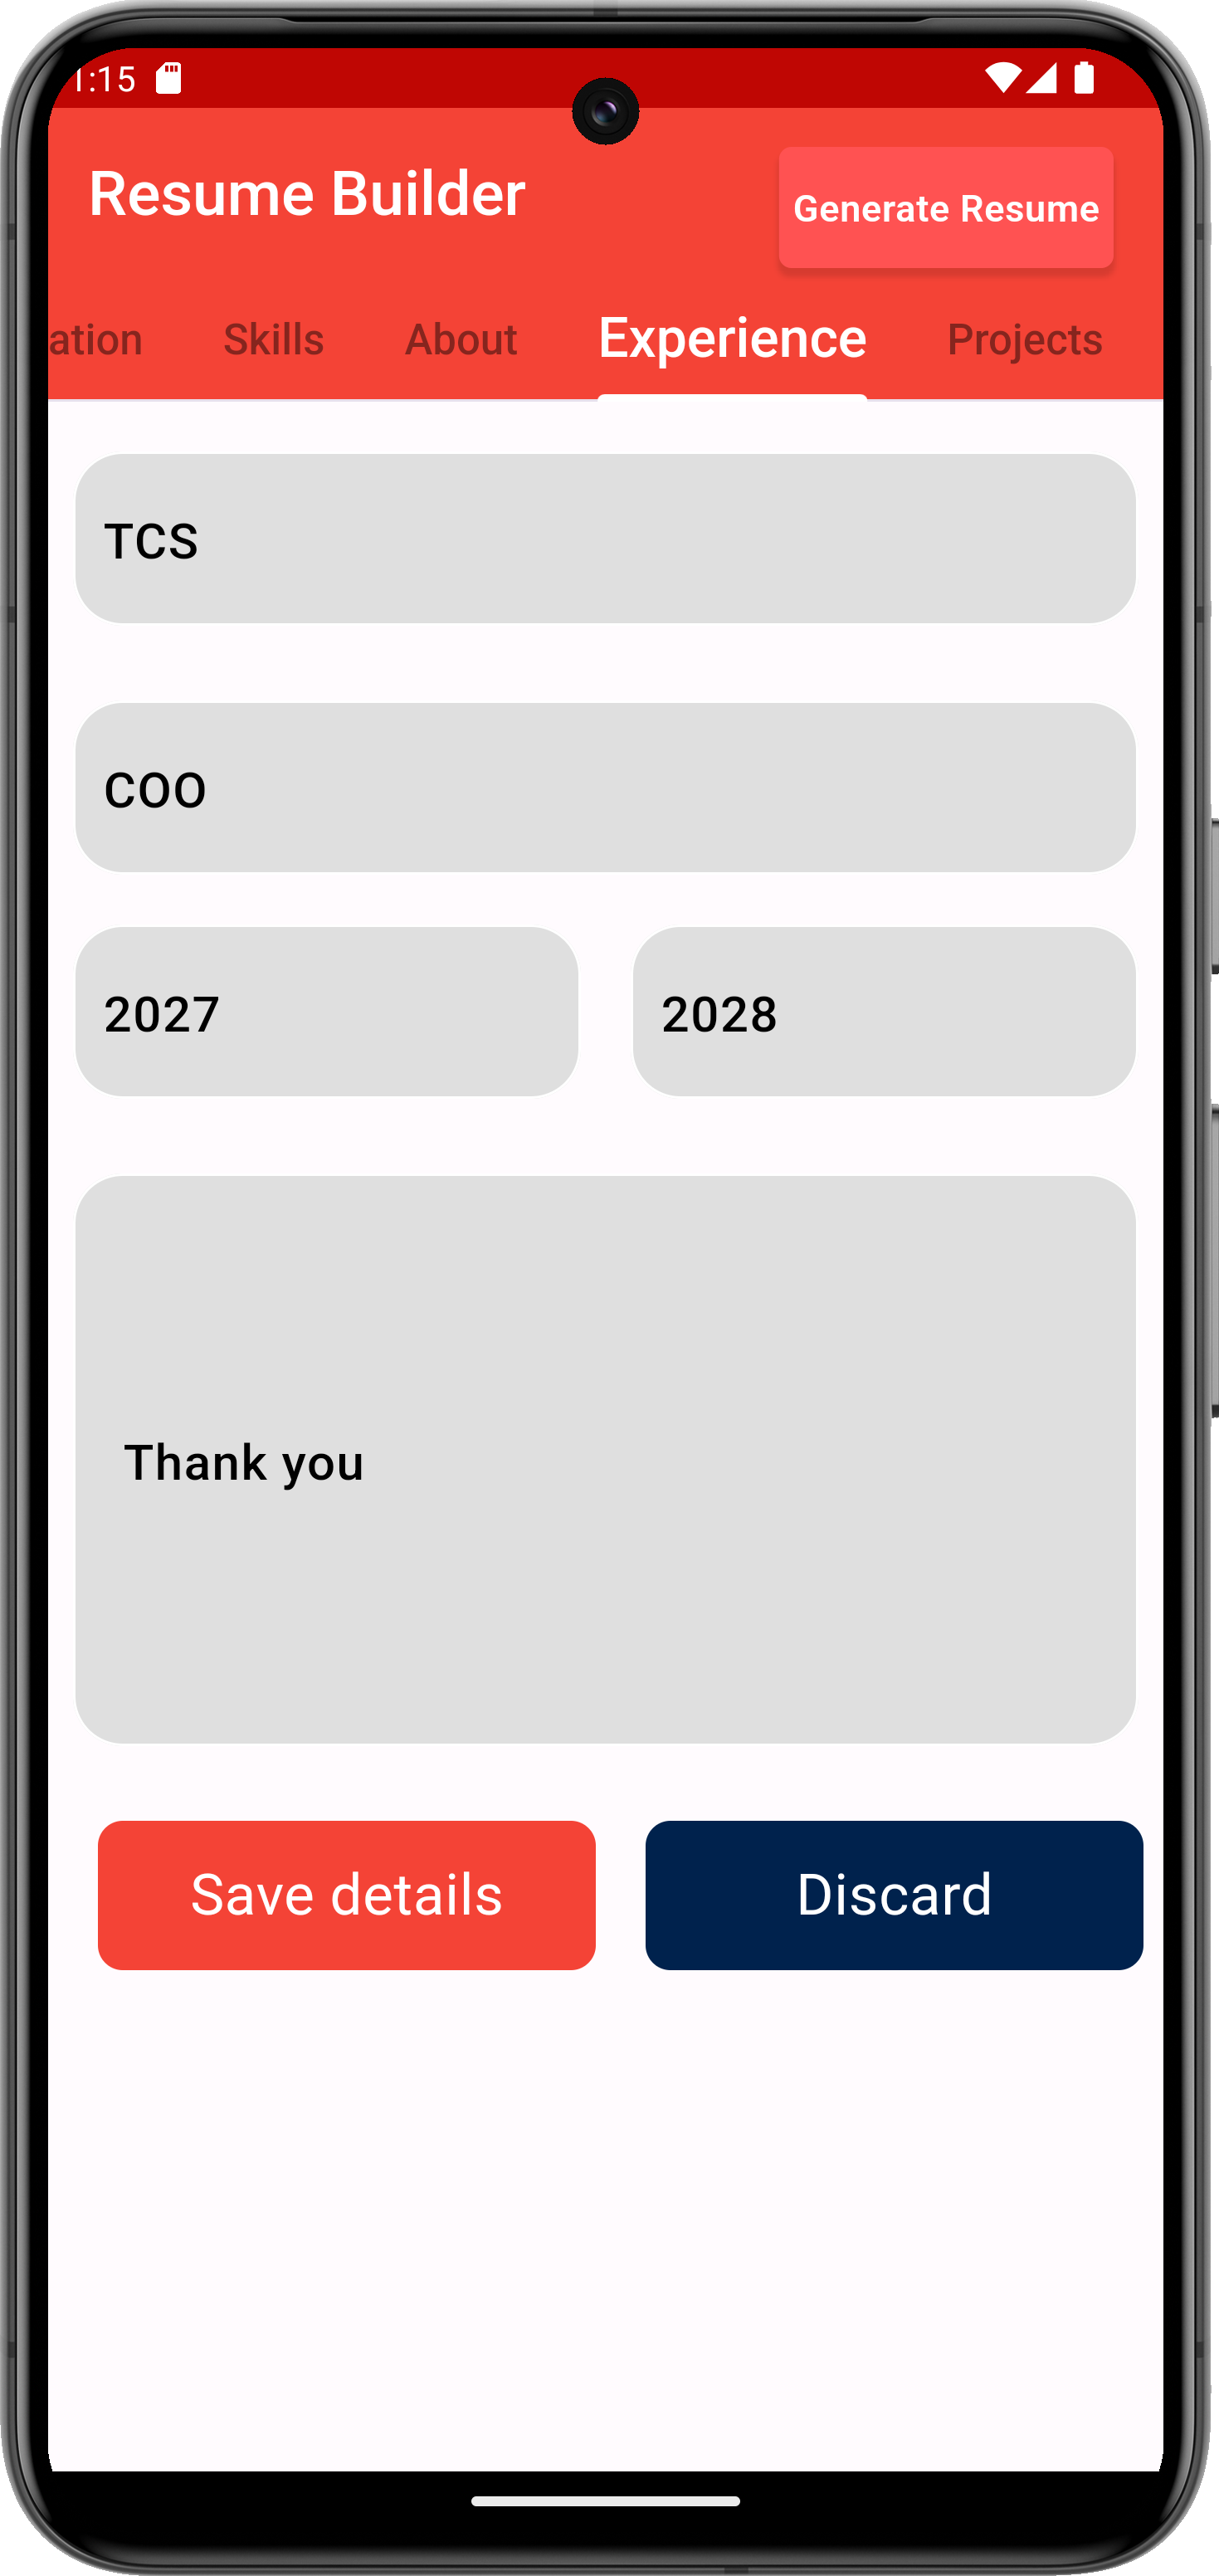 1:15
Resume Builder
Generate Resume
ation Skills About Experience Projects
TCS
COO
2027 2028
Thank you
Save details Discard